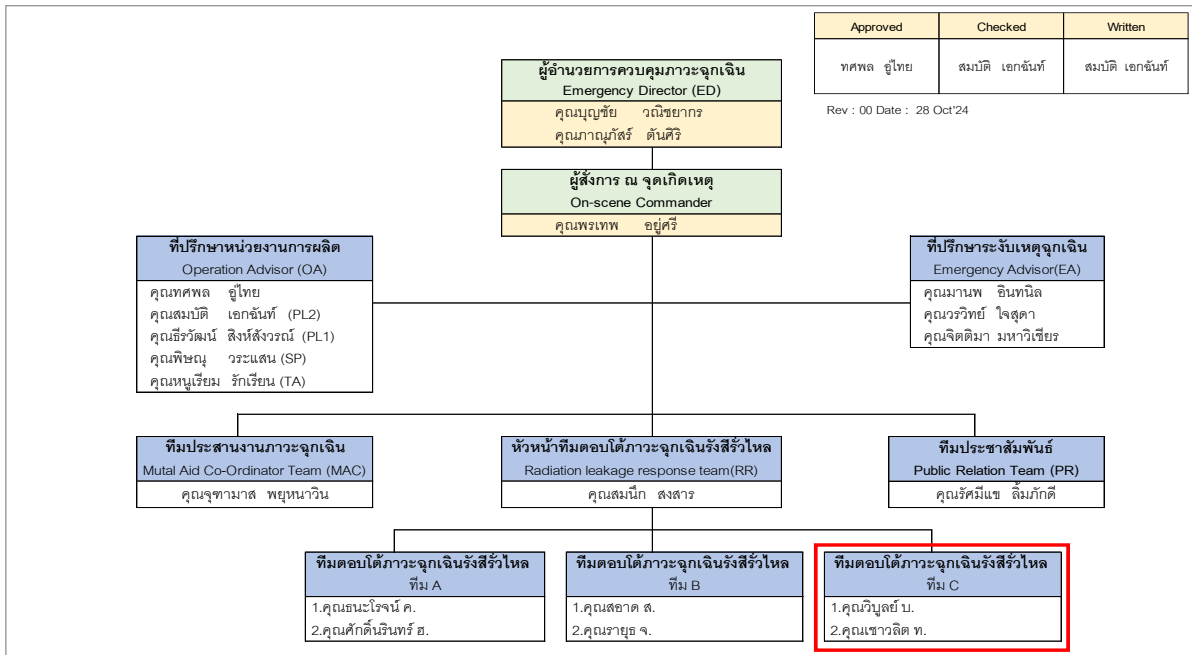 Approved Checked Written
ทศพล อู่ไทย สมบัติ เอกฉันท์ สมบัติ เอกฉันท์
Rev : 00 Date : 28 Oct'24
ผู้อำนวยการควบคุมภาวะฉุกเฉิน
Emergency Director (ED)
คุณบุญชัย วณิชยากร
คุณภาณุภัสร์ ตันศิริ
ผู้สั่งการ ณ จุดเกิดเหตุ
On-scene Commander
คุณพรเทพ อยู่ศรี
ที่ปรึกษาหน่วยงานการผลิต
Operation Advisor (OA)
คุณทศพล อู่ไทย
คุณสมบัติ เอกฉันท์ (PL2)
คุณธีรวัฒน์ สิงห์สังวรณ์ (PL1)
คุณพิษณุ วระแสน (SP)
คุณหนูเรียม รักเรียน (TA)
ที่ปรึกษาระงับเหตุฉุกเฉิน
Emergency Advisor(EA)
คุณมานพ อินทนิล
คุณวรวิทย์ ใจสุดา
คุณจิตติมา มหาวิเชียร
ทีมประสานงานภาวะฉุกเฉิน
Mutal Aid Co-Ordinator Team (MAC)
คุณจุฑามาส พยุหนาวิน
หัวหน้าทีมตอบโต้ภาวะฉุกเฉินรังสีรั่วไหล
Radiation leakage response team(RR)
คุณสมนึก สงสาร
ทีมประชาสัมพันธ์
Public Relation Team (PR)
คุณรัศมีแข ลิ้มภักดี
ทีมตอบโต้ภาวะฉุกเฉินรังสีรั่วไหล
ทีม A
1.คุณธนะโรจน์ ค.
2.คุณศักดิ์นรินทร์ ฮ.
ทีมตอบโต้ภาวะฉุกเฉินรังสีรั่วไหล
ทีม B
1.คุณสอาด ส.
2.คุณรายุธ จ.
ทีมตอบโต้ภาวะฉุกเฉินรังสีรั่วไหล
ทีม C
1.คุณวิบูลย์ บ.
2.คุณเชาวลิต ท.